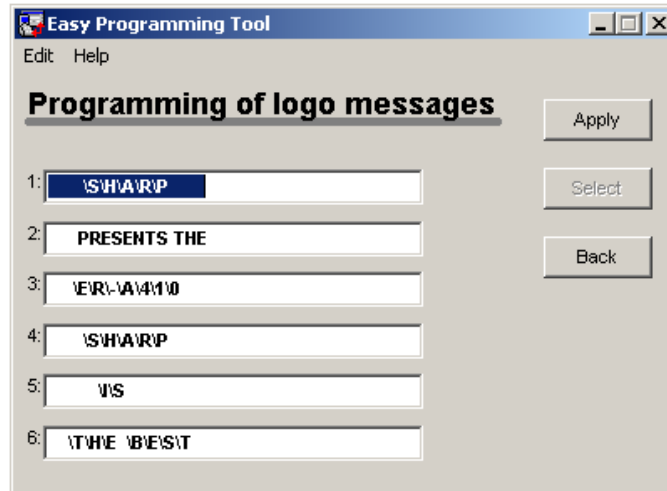 Easy Programming Tool
Edit Help
Programming of logo messages
Apply
1: \S\H\A\R\P
Select
2: PRESENTS THE
Back
3: \E\R\-\A\4\1\0
4: \S\H\A\R\P
5: \I\S
6: \T\H\E \B\E\S\T